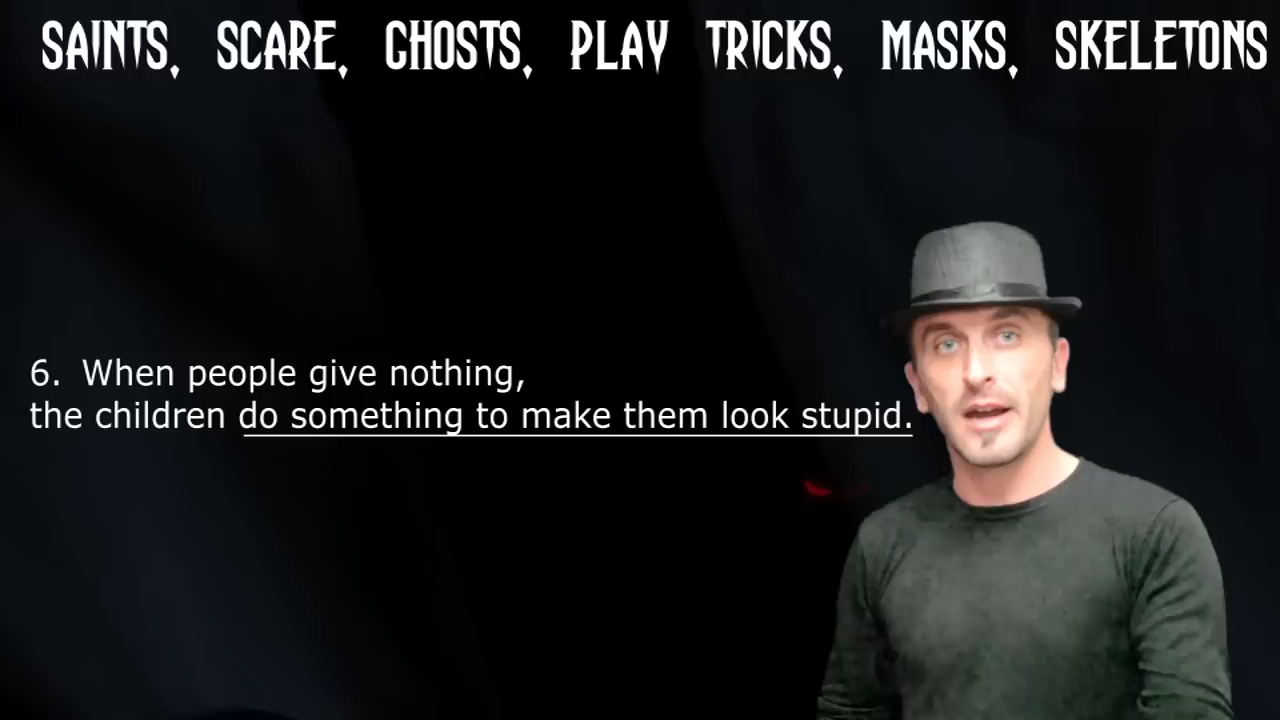 SAINTS, SCARE, GHOSTS, PLAY TRICKS, MASKS, SKELETONS
6. When people give nothing,
the children do something to make them look stupid.